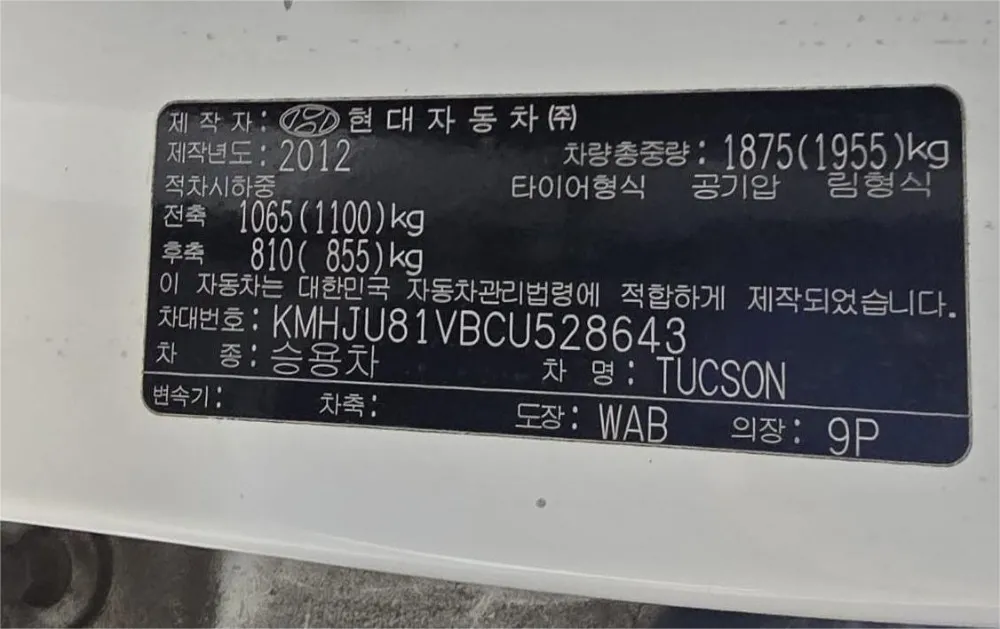 제 작 자 : 현 대 자 동 차 ㈜
제작년도 : 2012 차량총중량 : 1875(1955)kg
적차시하중 타이어형식 공기압 림형식
전축 1065(1100)kg
후축 810( 855)kg
이 자동차는 대한민국 자동차관리법령에 적합하게 제작되었습니다.
차대번호 : KMHJU81VBCU528643
차 종 : 승용차 차 명 : TUCSON
변속기 : 차축 : 도장 : WAB 의장 : 9P